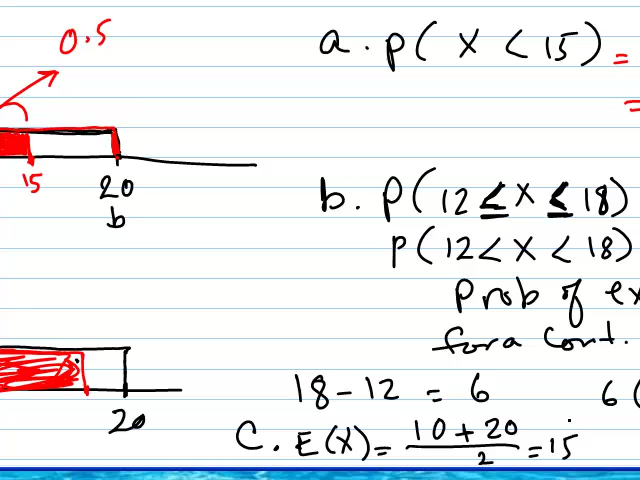 0.5
a. p( x < 15) =
=
15
20
b
b. P( 12 ≤ x ≤ 18)
p( 12 < x < 18)
Prob of
for a cont.
18 - 12 = 6 6 (
20
C. E(X) = 10 + 20 / 2 = 15